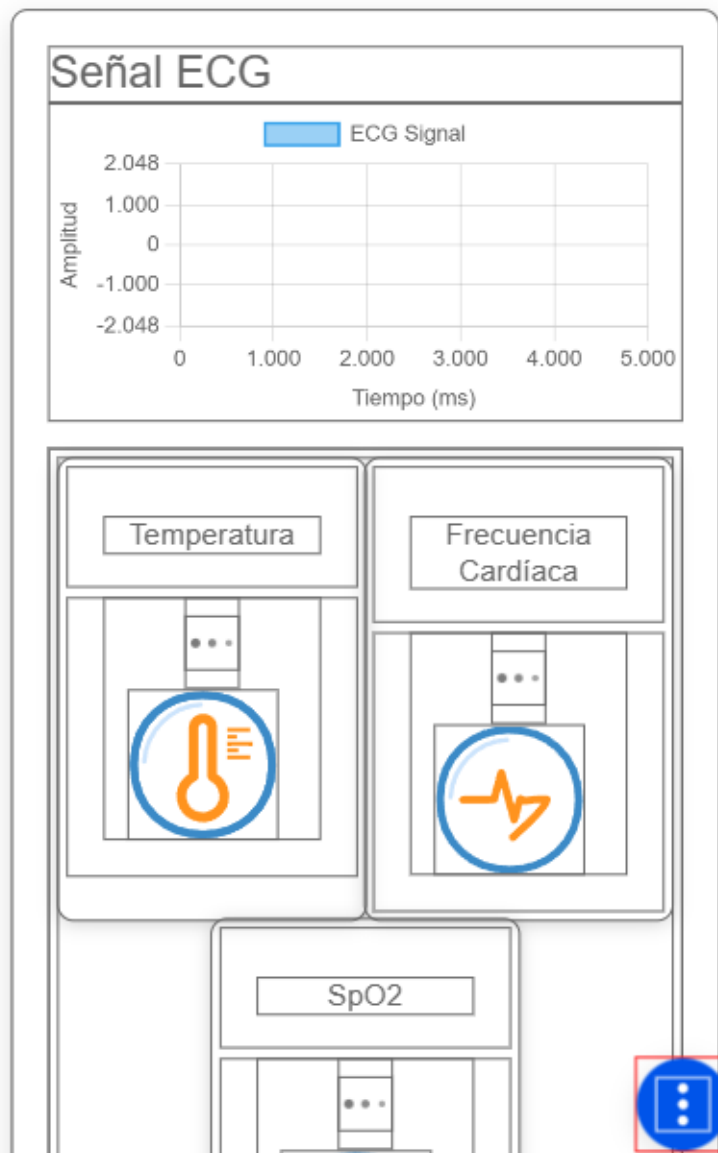 Señal ECG
ECG Signal
2.048
1.000
0
-1.000
-2.048
Amplitud
0 1.000 2.000 3.000 4.000 5.000
Tiempo (ms)
Temperatura
Frecuencia
Cardíaca
SpO2